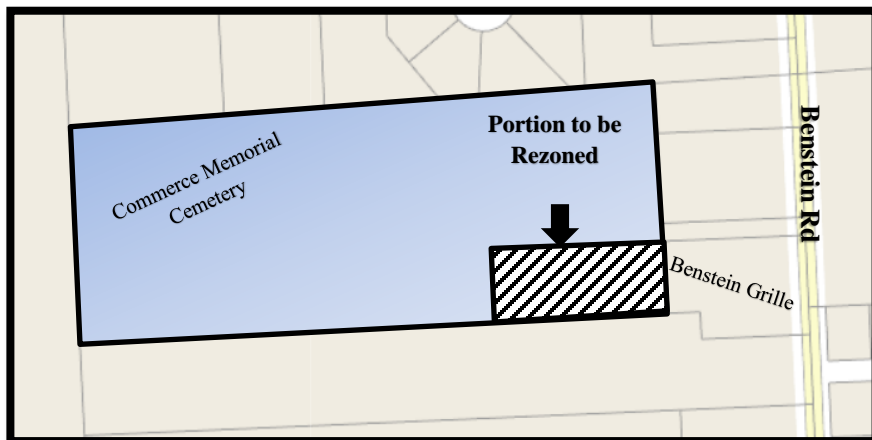 Portion to be
Rezoned
Commerce Memorial
Cemetery
Benstein Rd
Benstein Grille